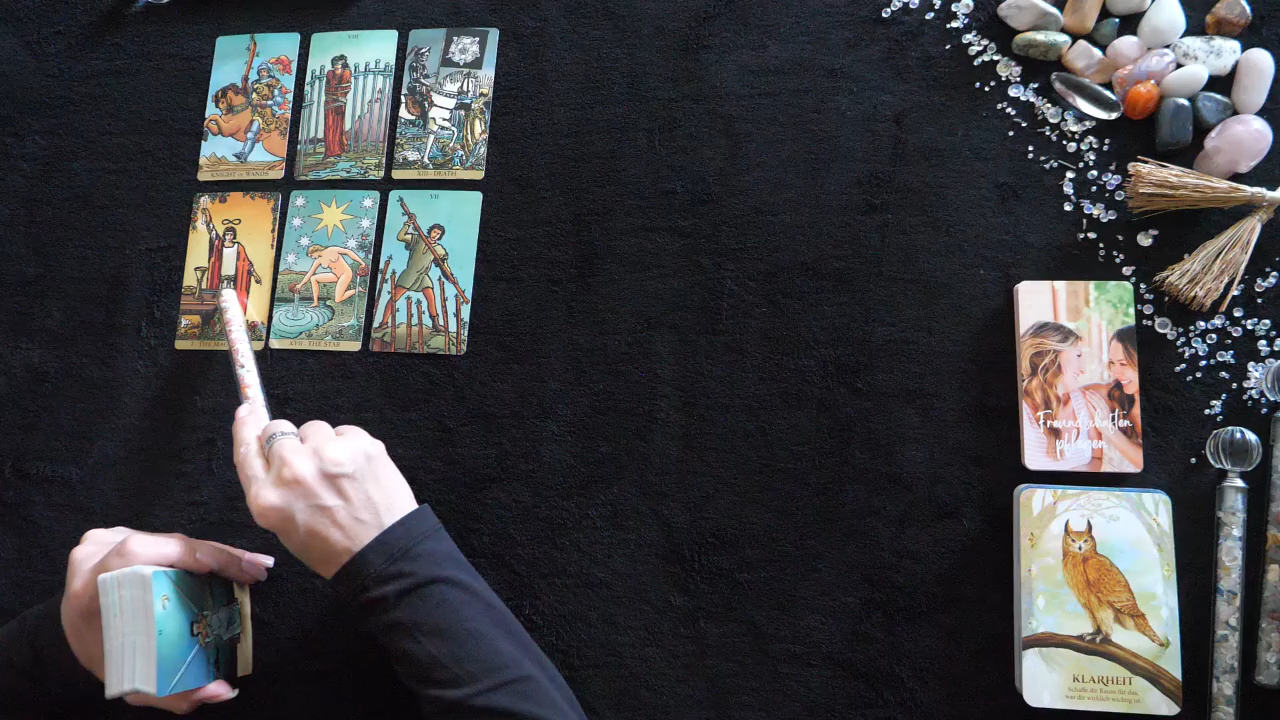 VIII
KNIGHT OF WANDS
XIII - DEATH
VII
I - THE
XVII - THE STAR
Freundschaften
pflegen
KLARHEIT
Schaffe dir Raum für das,
was dir wirklich wichtig ist.